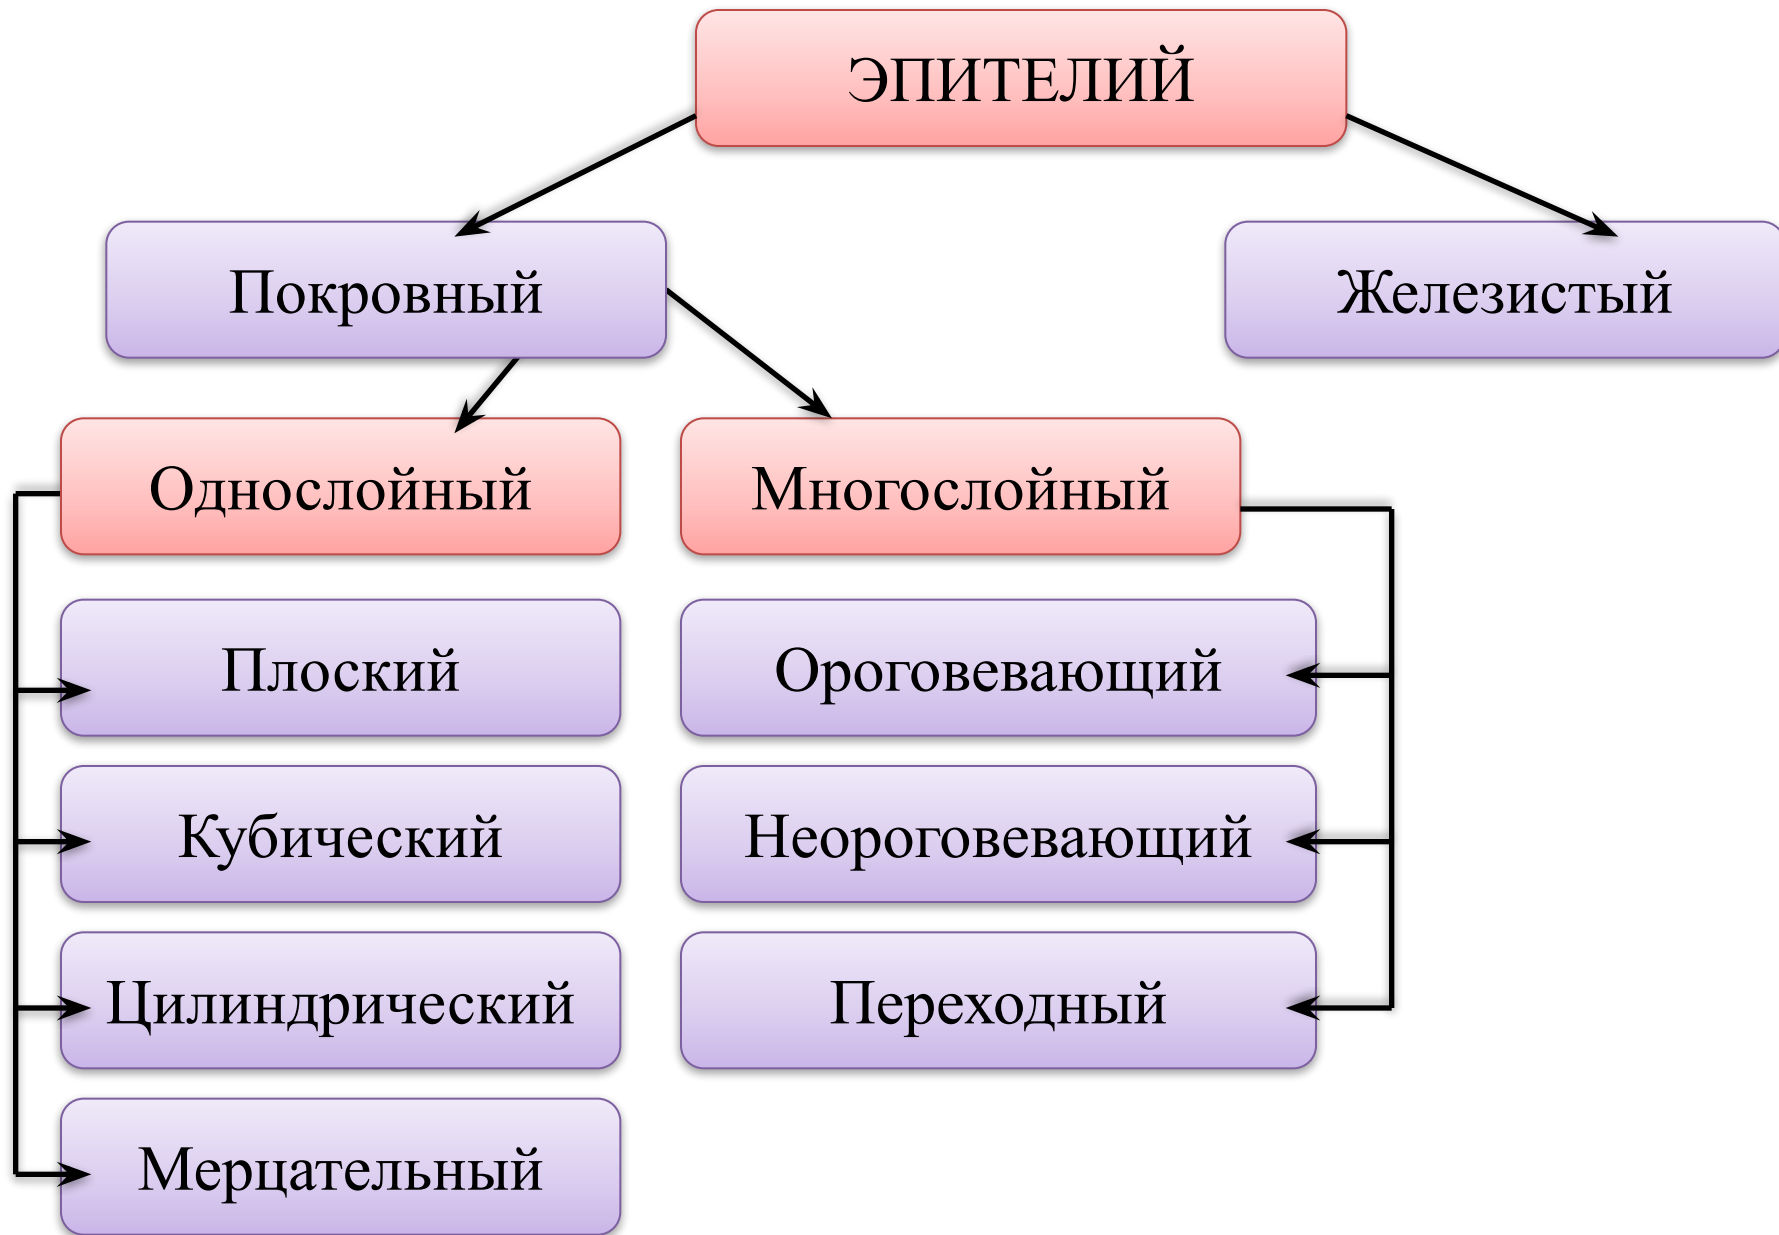 ЭПИТЕЛИЙ
Покровный
Железистый
Однослойный
Многослойный
Плоский
Ороговевающий
Кубический
Неороговевающий
Цилиндрический
Переходный
Мерцательный